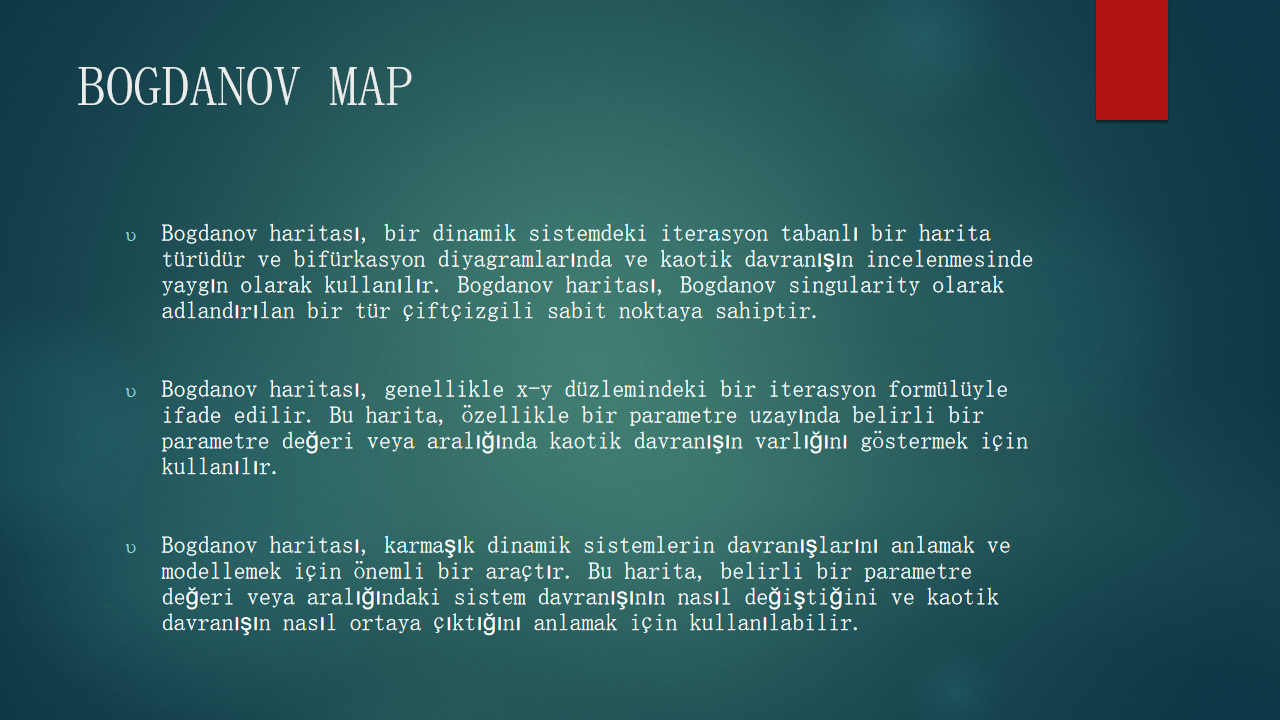 BOGDANOV MAP
Bogdanov haritası, bir dinamik sistemdeki iterasyon tabanlı bir harita
türüdür ve bifürkasyon diyagramlarında ve kaotik davranışın incelenmesinde
yaygın olarak kullanılır. Bogdanov haritası, Bogdanov singularity olarak
adlandırılan bir tür çiftçizgili sabit noktaya sahiptir.
Bogdanov haritası, genellikle x-y düzlemindeki bir iterasyon formülüyle
ifade edilir. Bu harita, özellikle bir parametre uzayında belirli bir
parametre değeri veya aralığında kaotik davranışın varlığını göstermek için
kullanılır.
Bogdanov haritası, karmaşık dinamik sistemlerin davranışlarını anlamak ve
modellemek için önemli bir araçtır. Bu harita, belirli bir parametre
değeri veya aralığındaki sistem davranışının nasıl değiştiğini ve kaotik
davranışın nasıl ortaya çıktığını anlamak için kullanılabilir.